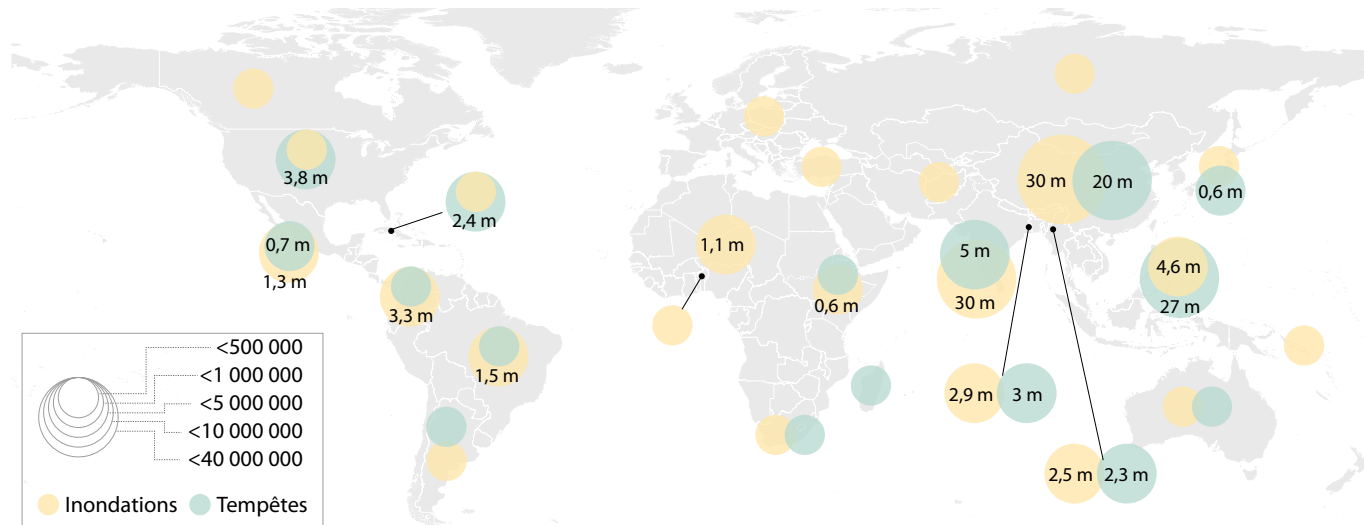 3,8 m
2,4 m
0,7 m
1,3 m
3,3 m
1,5 m
1,1 m
0,6 m
30 m
20 m
0,6 m
5 m
30 m
4,6 m
27 m
2,9 m
3 m
2,5 m
2,3 m
<500 000
<1 000 000
<5 000 000
<10 000 000
<40 000 000
Inondations
Tempêtes